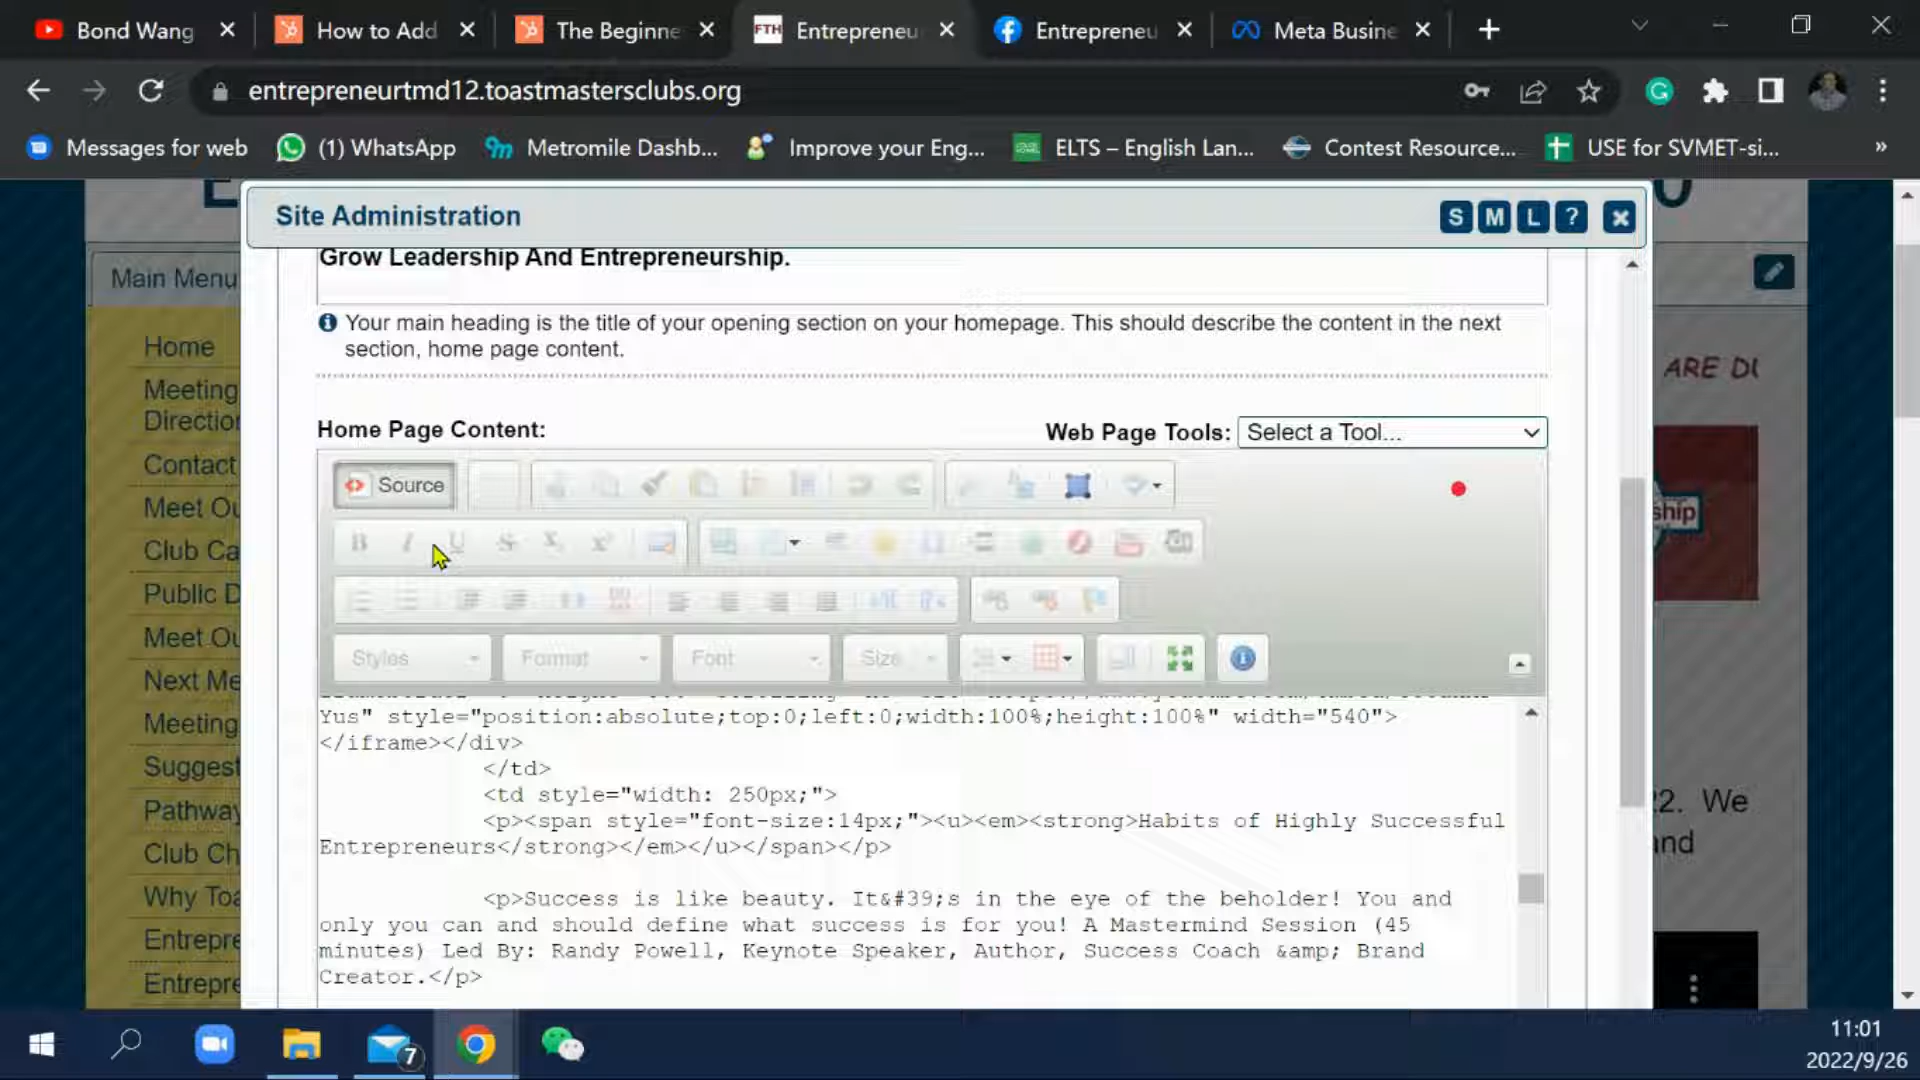 Bond Wang
How to Add
The Beginne
FTH Entrepreneu
Entrepreneu
Meta Busine
entrepreneurtmd12.toastmastersclubs.org
Messages for web
(1) WhatsApp
Metromile Dashb...
Improve your Eng...
ELTS – English Lan...
Contest Resource...
USE for SVMET-si...
»
Site Administration
S M L ?
Main Menu
Home
Meeting
Direction
Contact
Meet Ou
Club Ca
Public D
Meet Ou
Next Me
Meeting
Suggest
Pathway
Club Ch
Why Toa
Entrepre
Entrepre
Grow Leadership And Entrepreneurship.
Your main heading is the title of your opening section on your homepage. This should describe the content in the next
section, home page content.
Home Page Content:
Web Page Tools: Select a Tool...
Source
B I U S
Styles Format Font Size
Yus" style="position:absolute;top:0;left:0;width:100%;height:100%" width="540">
</iframe></div>
</td>
<td style="width: 250px;">
<p><span style="font-size:14px;"><u><em><strong>Habits of Highly Successful
Entrepreneurs</strong></em></u></span></p>
<p>Success is like beauty. It&#39;s in the eye of the beholder! You and
only you can and should define what success is for you! A Mastermind Session (45
minutes) Led By: Randy Powell, Keynote Speaker, Author, Success Coach &amp; Brand
Creator.</p>
ARE DU
ship
22. We
and
7
11:01
2022/9/26